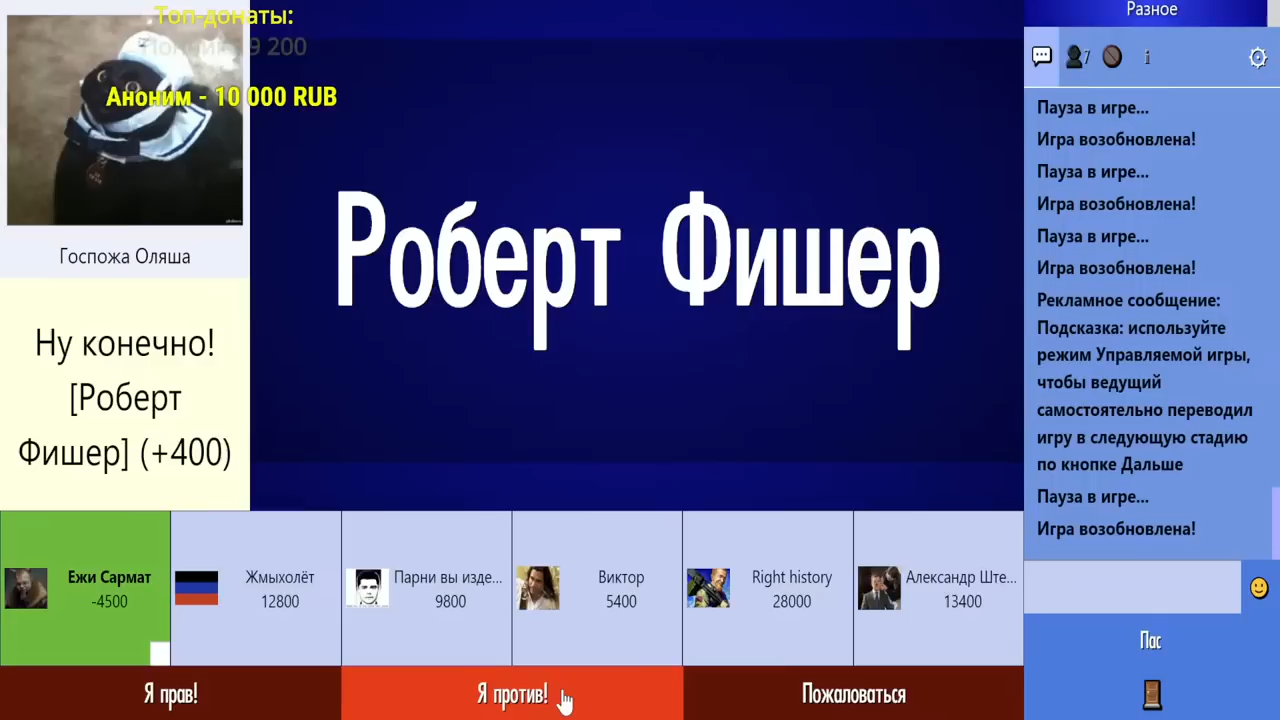 Топ-донаты:
9 200
Аноним - 10 000 RUB
Госпожа Оляша
Ну конечно!
[Роберт
Фишер] (+400)
Роберт Фишер
Разное
7
i
Пауза в игре...
Игра возобновлена!
Пауза в игре...
Игра возобновлена!
Пауза в игре...
Игра возобновлена!
Рекламное сообщение:
Подсказка: используйте
режим Управляемой игры,
чтобы ведущий
самостоятельно переводил
игру в следующую стадию
по кнопке Дальше
Пауза в игре...
Игра возобновлена!
Ежи Сармат
-4500
Жмыхолёт
12800
Парни вы изде...
9800
Виктор
5400
Right history
28000
Александр Ште...
13400
Я прав!
Я против!
Пожаловаться
Пас